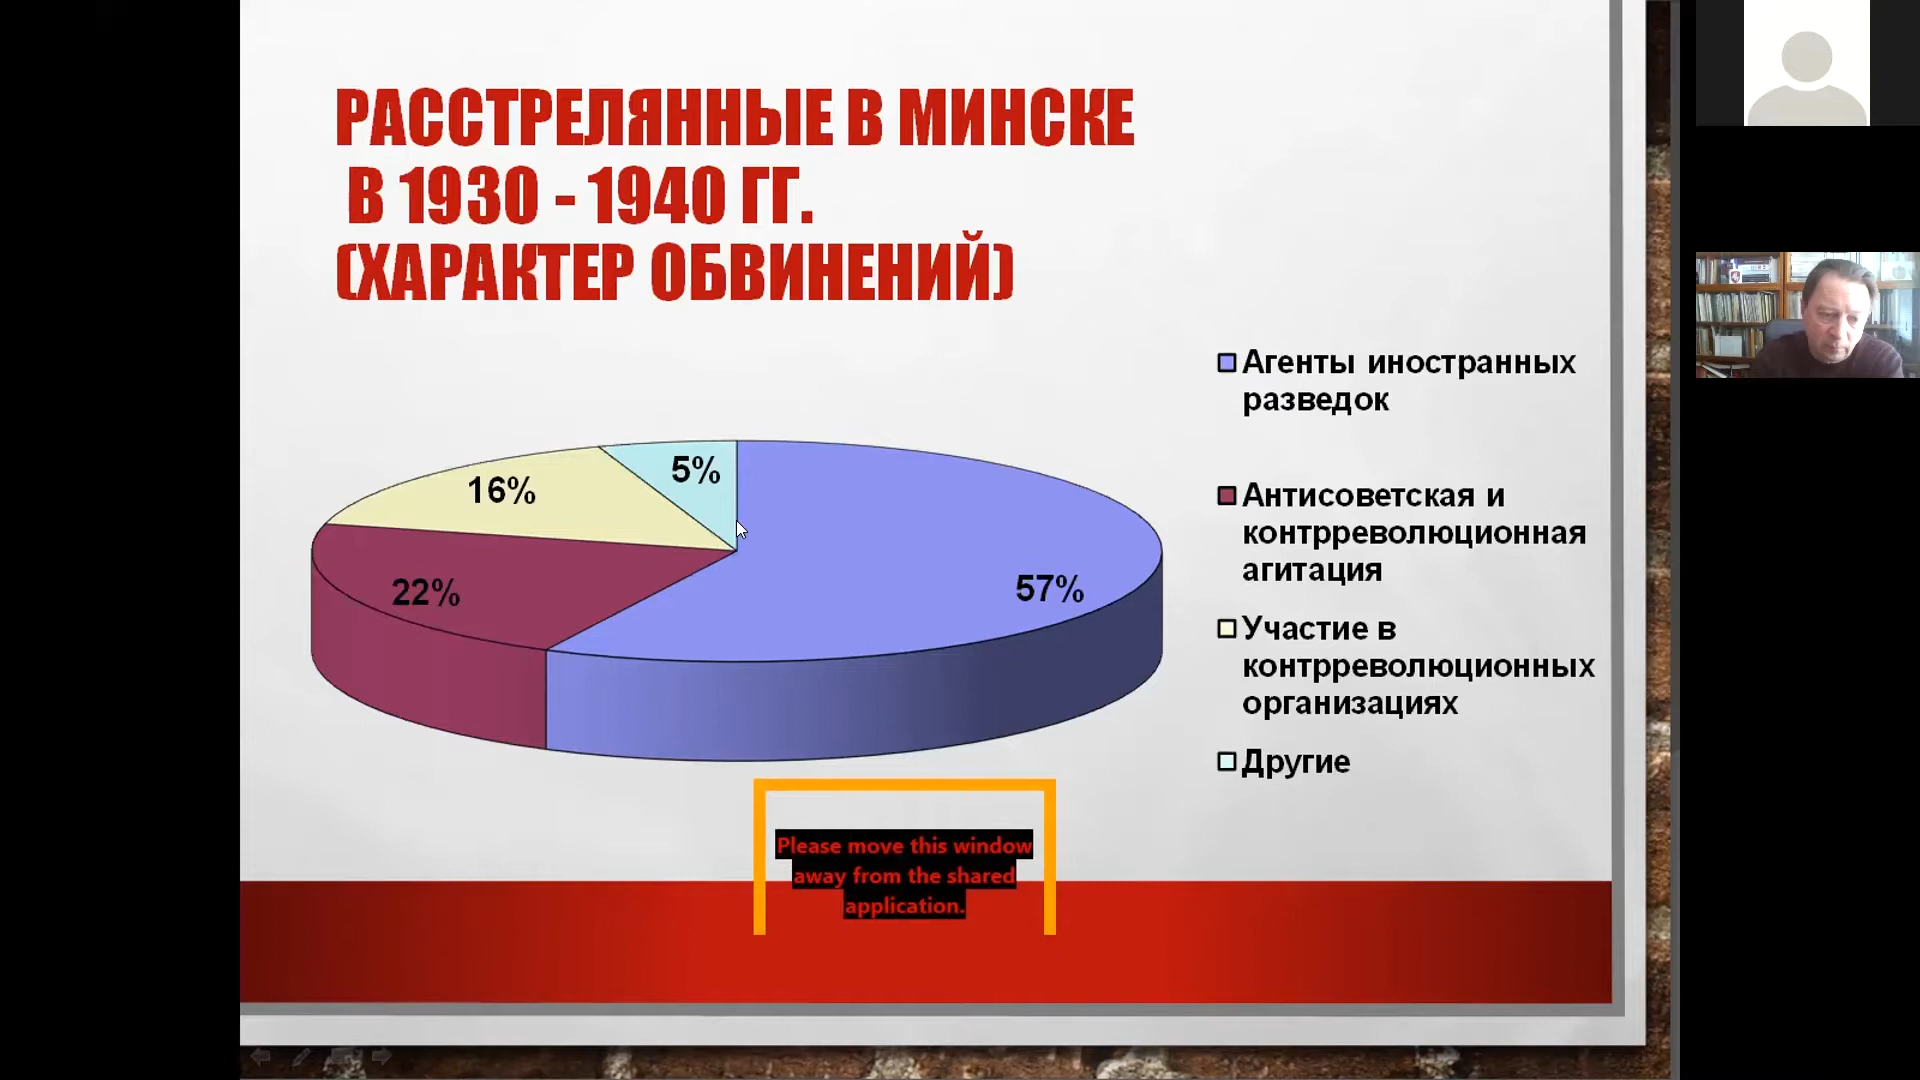 РАССТРЕЛЯННЫЕ В МИНСКЕ
В 1930 - 1940 ГГ.
(ХАРАКТЕР ОБВИНЕНИЙ)
Агенты иностранных
разведок
Антисоветская и
контрреволюционная
агитация
Участие в
контрреволюционных
организациях
Другие
5%
16%
22%
57%
Please move this window
away from the shared
application.